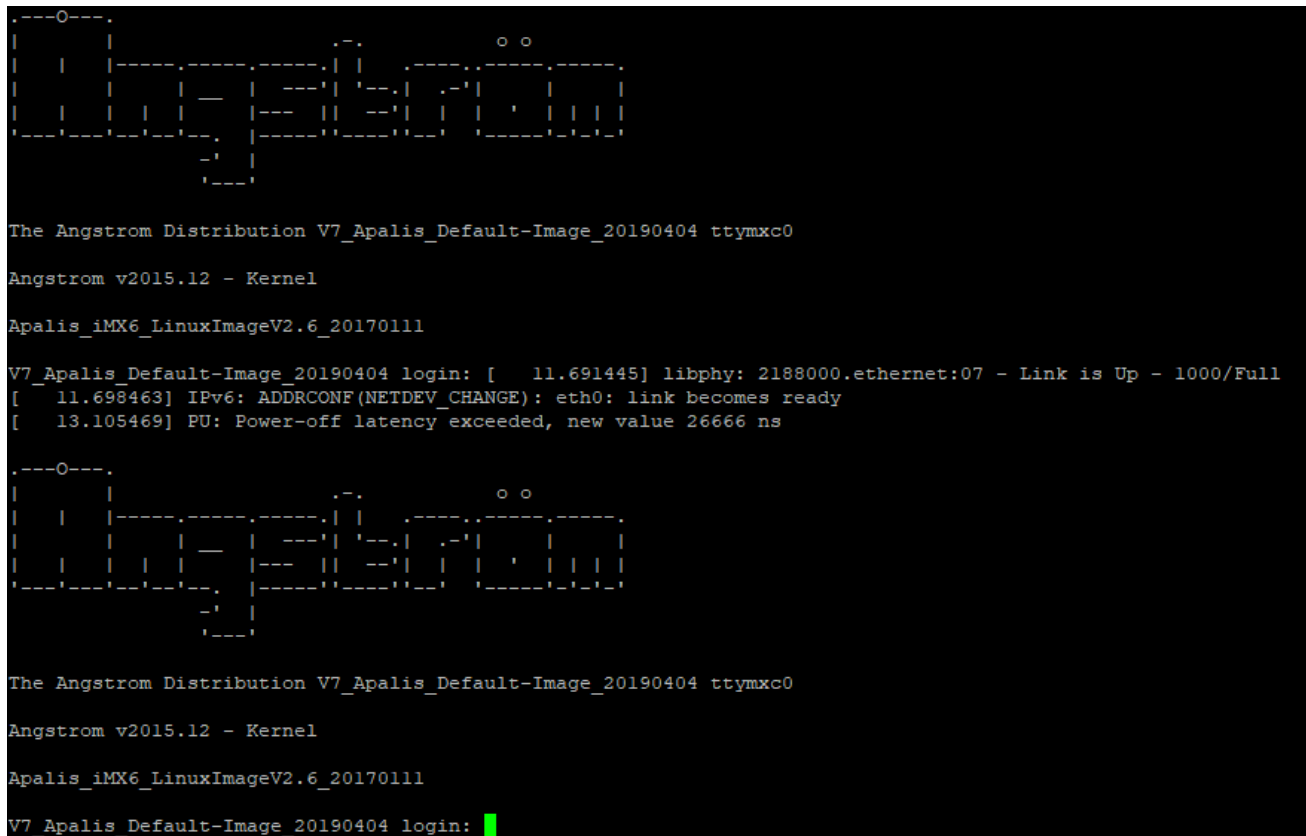 .---O---.
|       |                  .-.           o o
|   |   |-----.-----.-----.| |   .----..-----.-----.
|       |     | __  |  ---'| '--.|  .-'|     |     |
|   |   |  |  |     |---  ||  --'|  |  |  '  | | | |
'---'---'--'--'--.  |-----''----''--'  '-----'-'-'-'
                -'  |
                '---'
The Angstrom Distribution V7_Apalis_Default-Image_20190404 ttymxc0
Angstrom v2015.12 - Kernel
Apalis_iMX6_LinuxImageV2.6_20170111
V7_Apalis_Default-Image_20190404 login: [   11.691445] libphy: 2188000.ethernet:07 - Link is Up - 1000/Full
[   11.698463] IPv6: ADDRCONF(NETDEV_CHANGE): eth0: link becomes ready
[   13.105469] PU: Power-off latency exceeded, new value 26666 ns
.---O---.
|       |                  .-.           o o
|   |   |-----.-----.-----.| |   .----..-----.-----.
|       |     | __  |  ---'| '--.|  .-'|     |     |
|   |   |  |  |     |---  ||  --'|  |  |  '  | | | |
'---'---'--'--'--.  |-----''----''--'  '-----'-'-'-'
                -'  |
                '---'
The Angstrom Distribution V7_Apalis_Default-Image_20190404 ttymxc0
Angstrom v2015.12 - Kernel
Apalis_iMX6_LinuxImageV2.6_20170111
V7_Apalis_Default-Image_20190404 login: